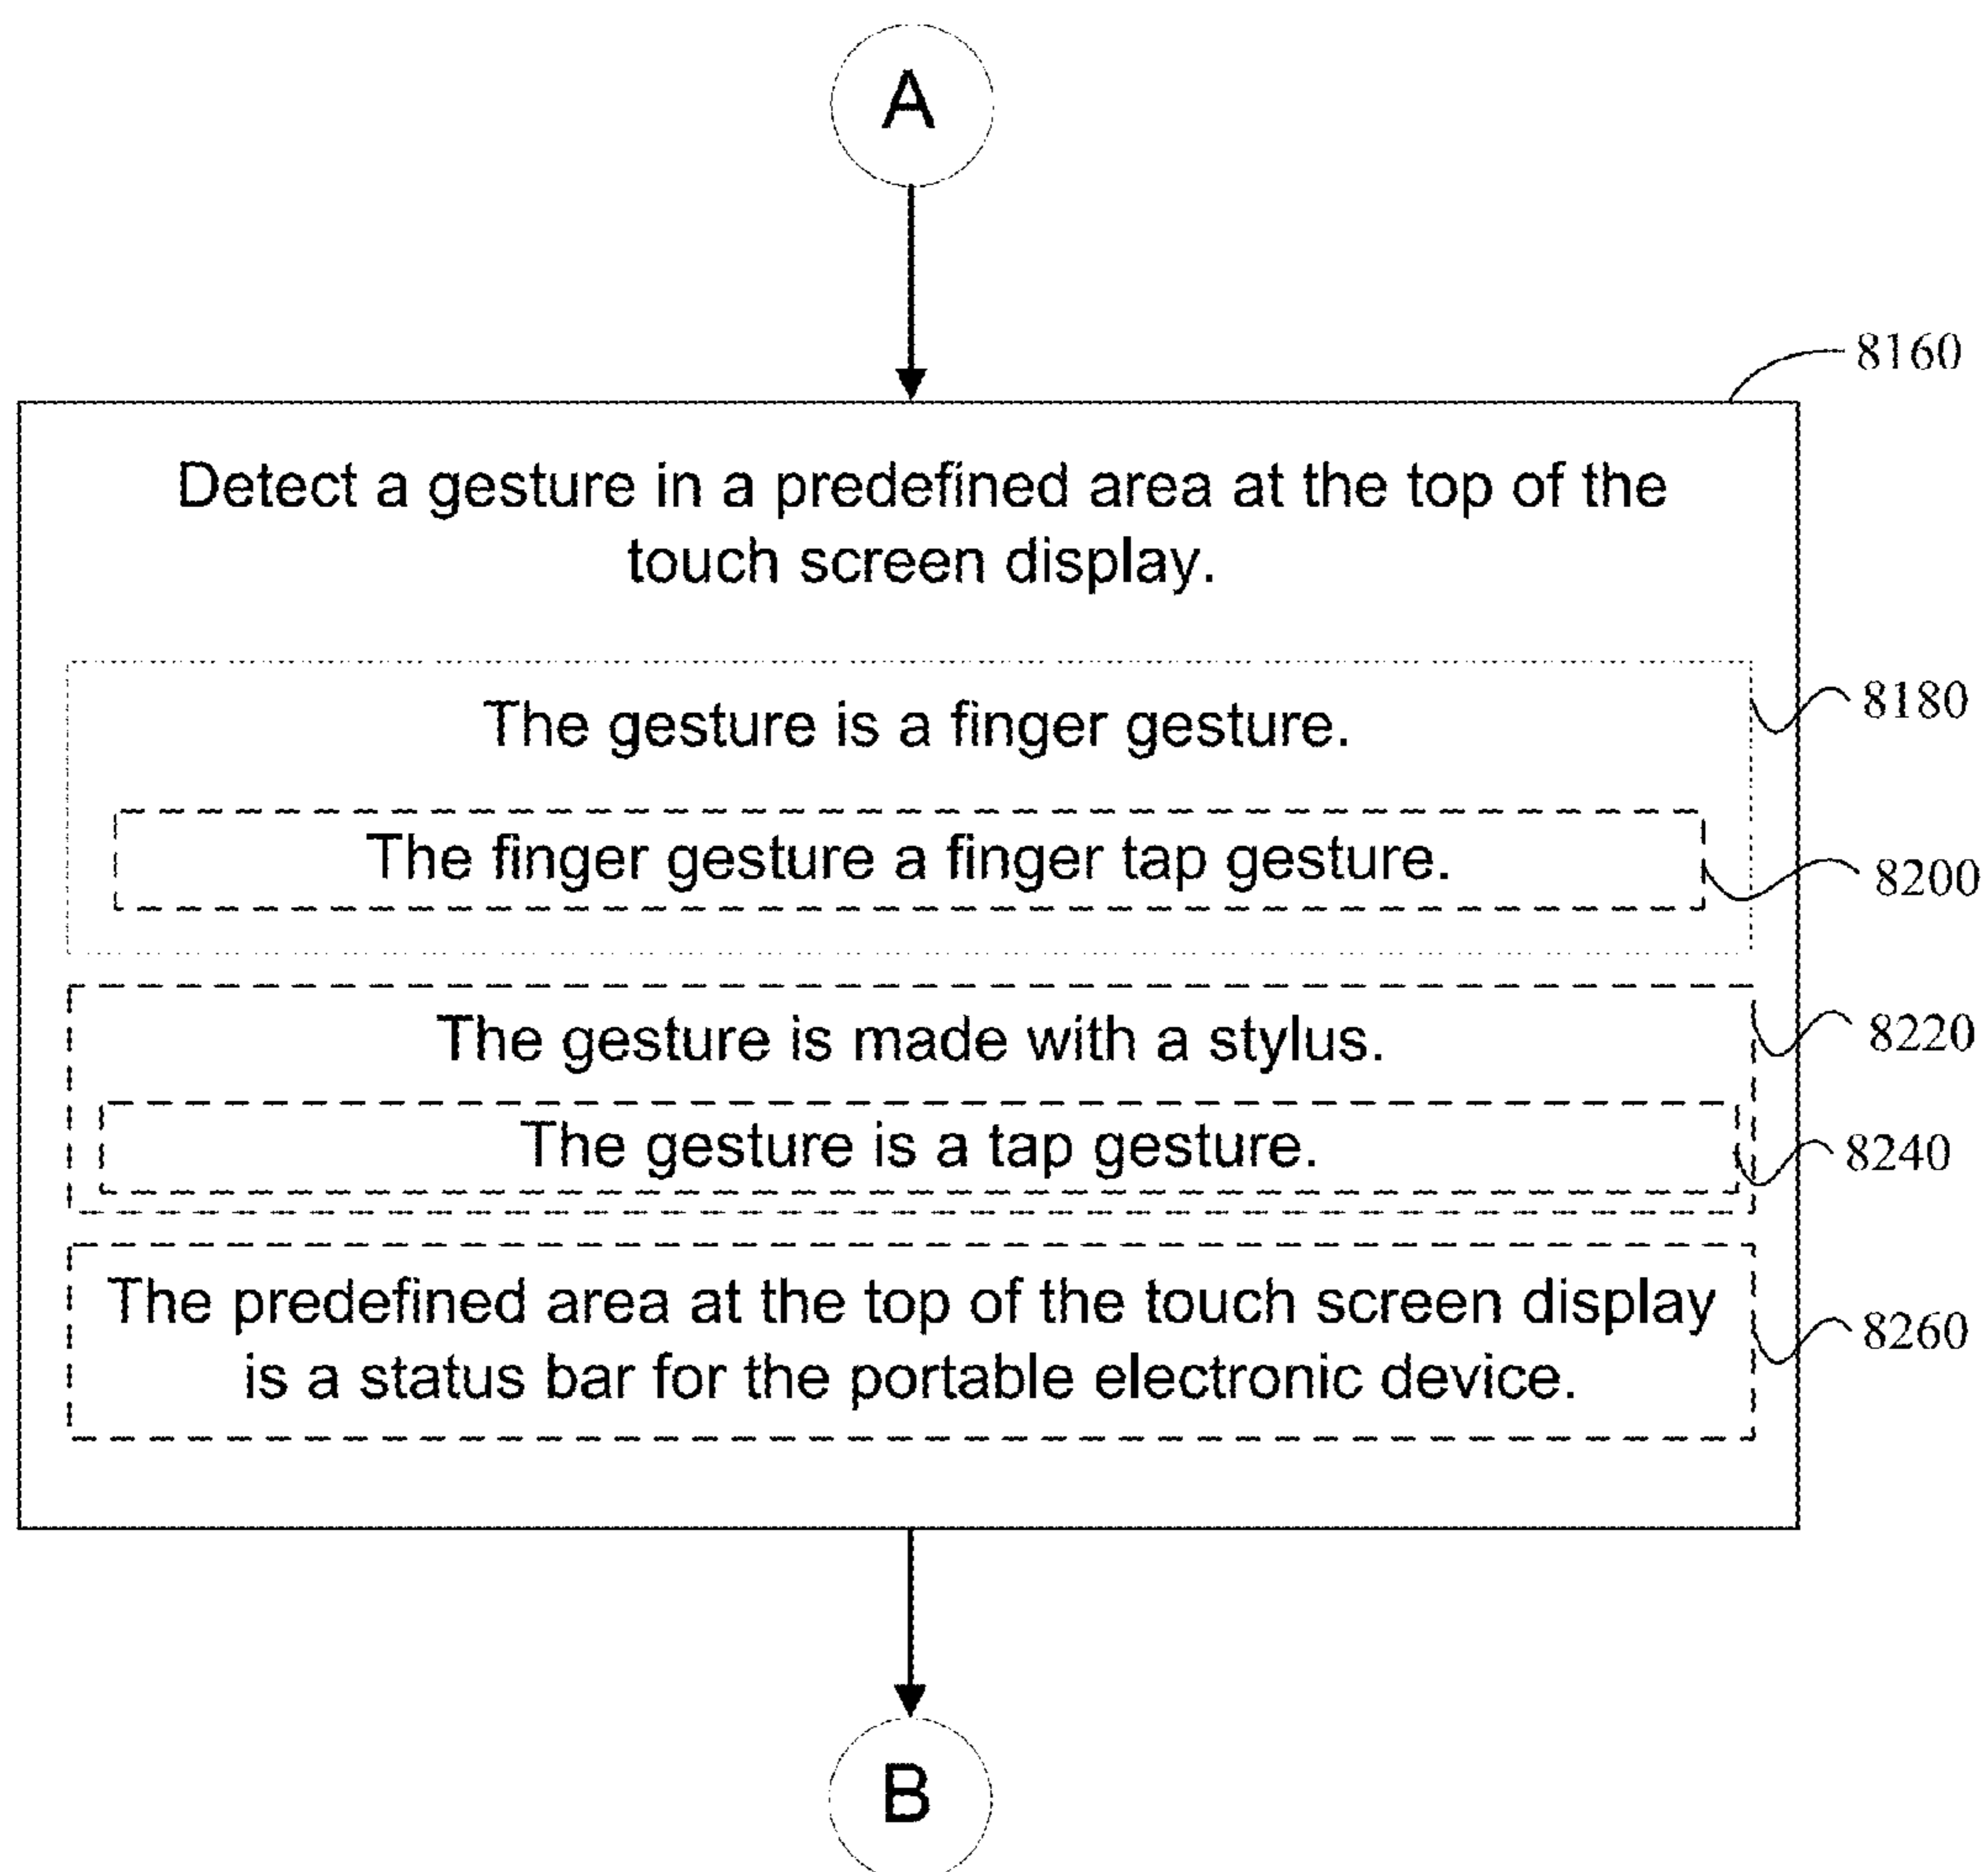 A
8160
Detect a gesture in a predefined area at the top of the
touch screen display.
The gesture is a finger gesture.
8180
The finger gesture a finger tap gesture.
8200
The gesture is made with a stylus.
8220
The gesture is a tap gesture.
8240
The predefined area at the top of the touch screen display
is a status bar for the portable electronic device.
8260
B